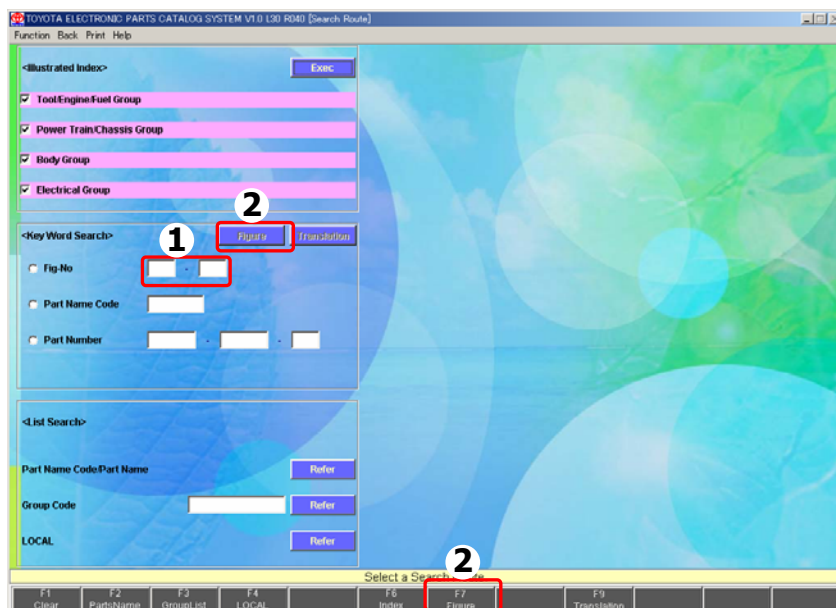 TOYOTA ELECTRONIC PARTS CATALOG SYSTEM V1.0 L30 R040 [Search Route]
Function Back Print Help
<Illustrated Index> Exec
Tool/Engine/Fuel Group
Power Train/Chassis Group
Body Group
Electrical Group
2
<Key Word Search> 1 Figure Translation
Fig-No -
Part Name Code
Part Number - -
<List Search>
Part Name Code/Part Name Refer
Group Code Refer
LOCAL Refer
2
Select a Search Route
F1 F2 F3 F4 F6 F7 F9
Clear PartsName GroupList LOCAL Index Figure Translation